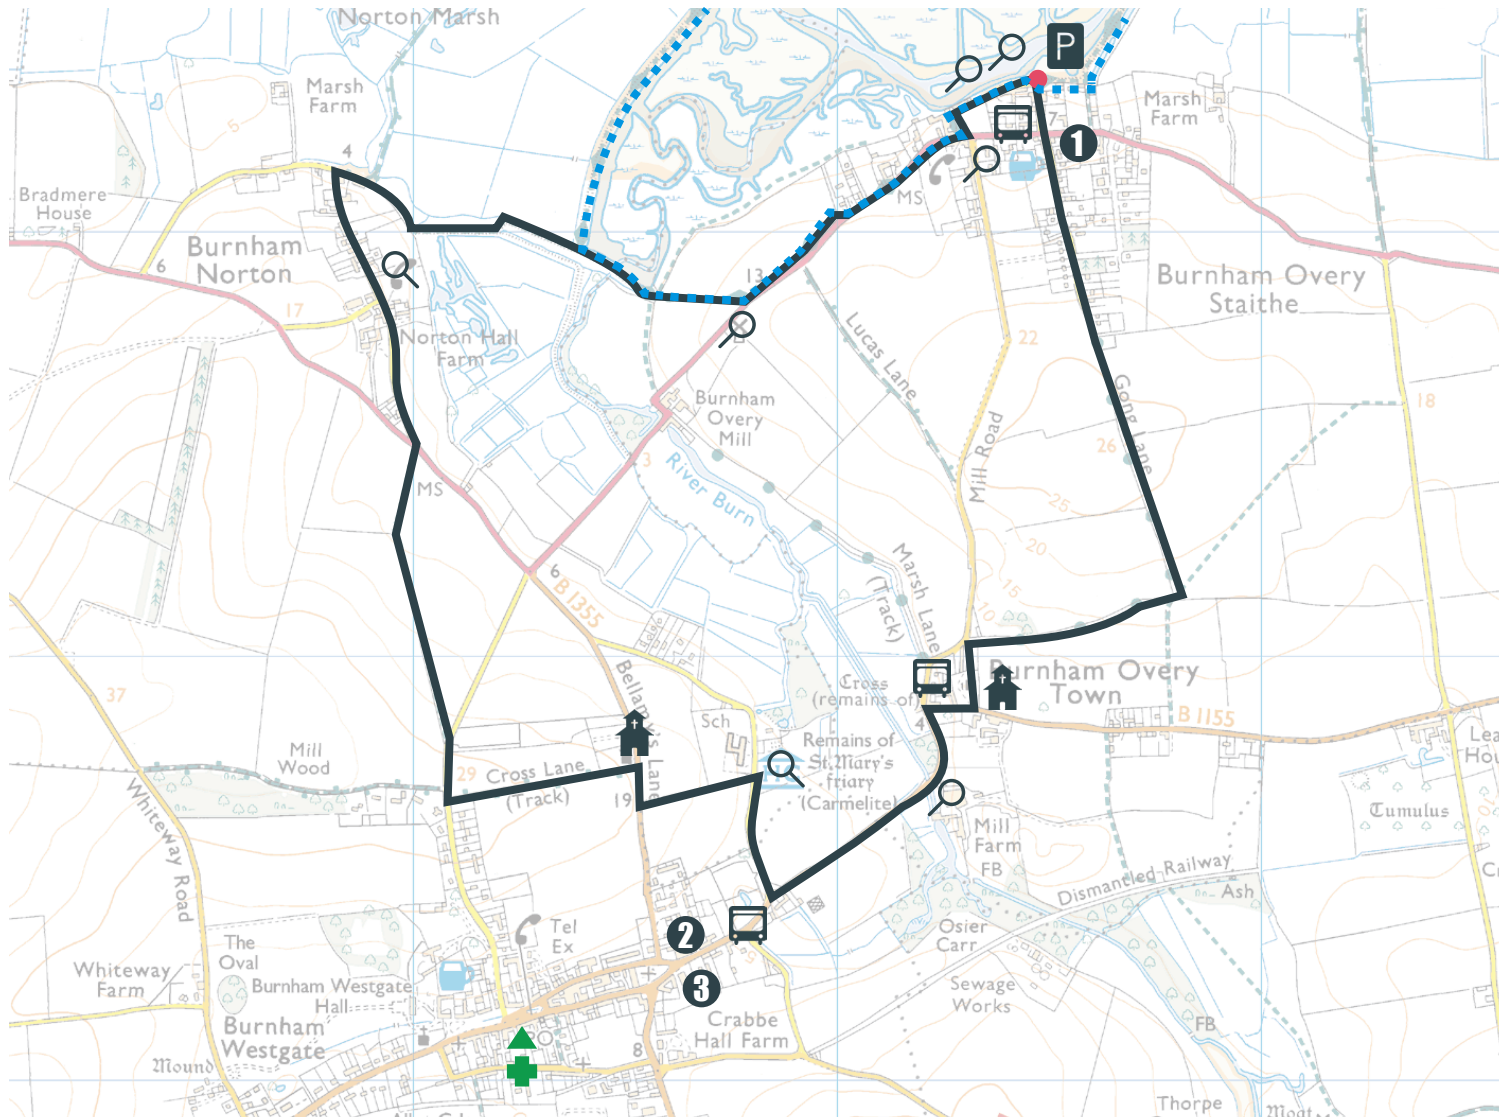 Norton Marsh
P
Marsh
Farm
5
4
Marsh
Farm
7
1
Bradmere
House
MS
Burnham
Norton
6
13
Burnham Overy
Staithe
17
Norton Hall
Farm
22
Lucas Lane
Gong Lane
Burnham
Overy
Mill
18
Mill Road
26
3
River Burn
MS
25
20
6
B 1355
Marsh Lane
(Track)
15
10
Bellamy's Lane
Burnham Overy
Town
Cross
(remains of)
37
Sch
4
B 1155
Remains of
St. Mary's
friary
(Carmelite)
Mill
Wood
29
Cross Lane
(Track)
19
Whiteway Road
Tumulus
Mill
Farm
FB
Dismantled Railway
Ash
Tel
Ex
2
Osier
Carr
The
Oval
5
Whiteway
Farm
Burnham Westgate
Hall
3
Sewage
Works
Crabbe
Hall Farm
FB
Burnham
Westgate
8
Mound
Thorpe